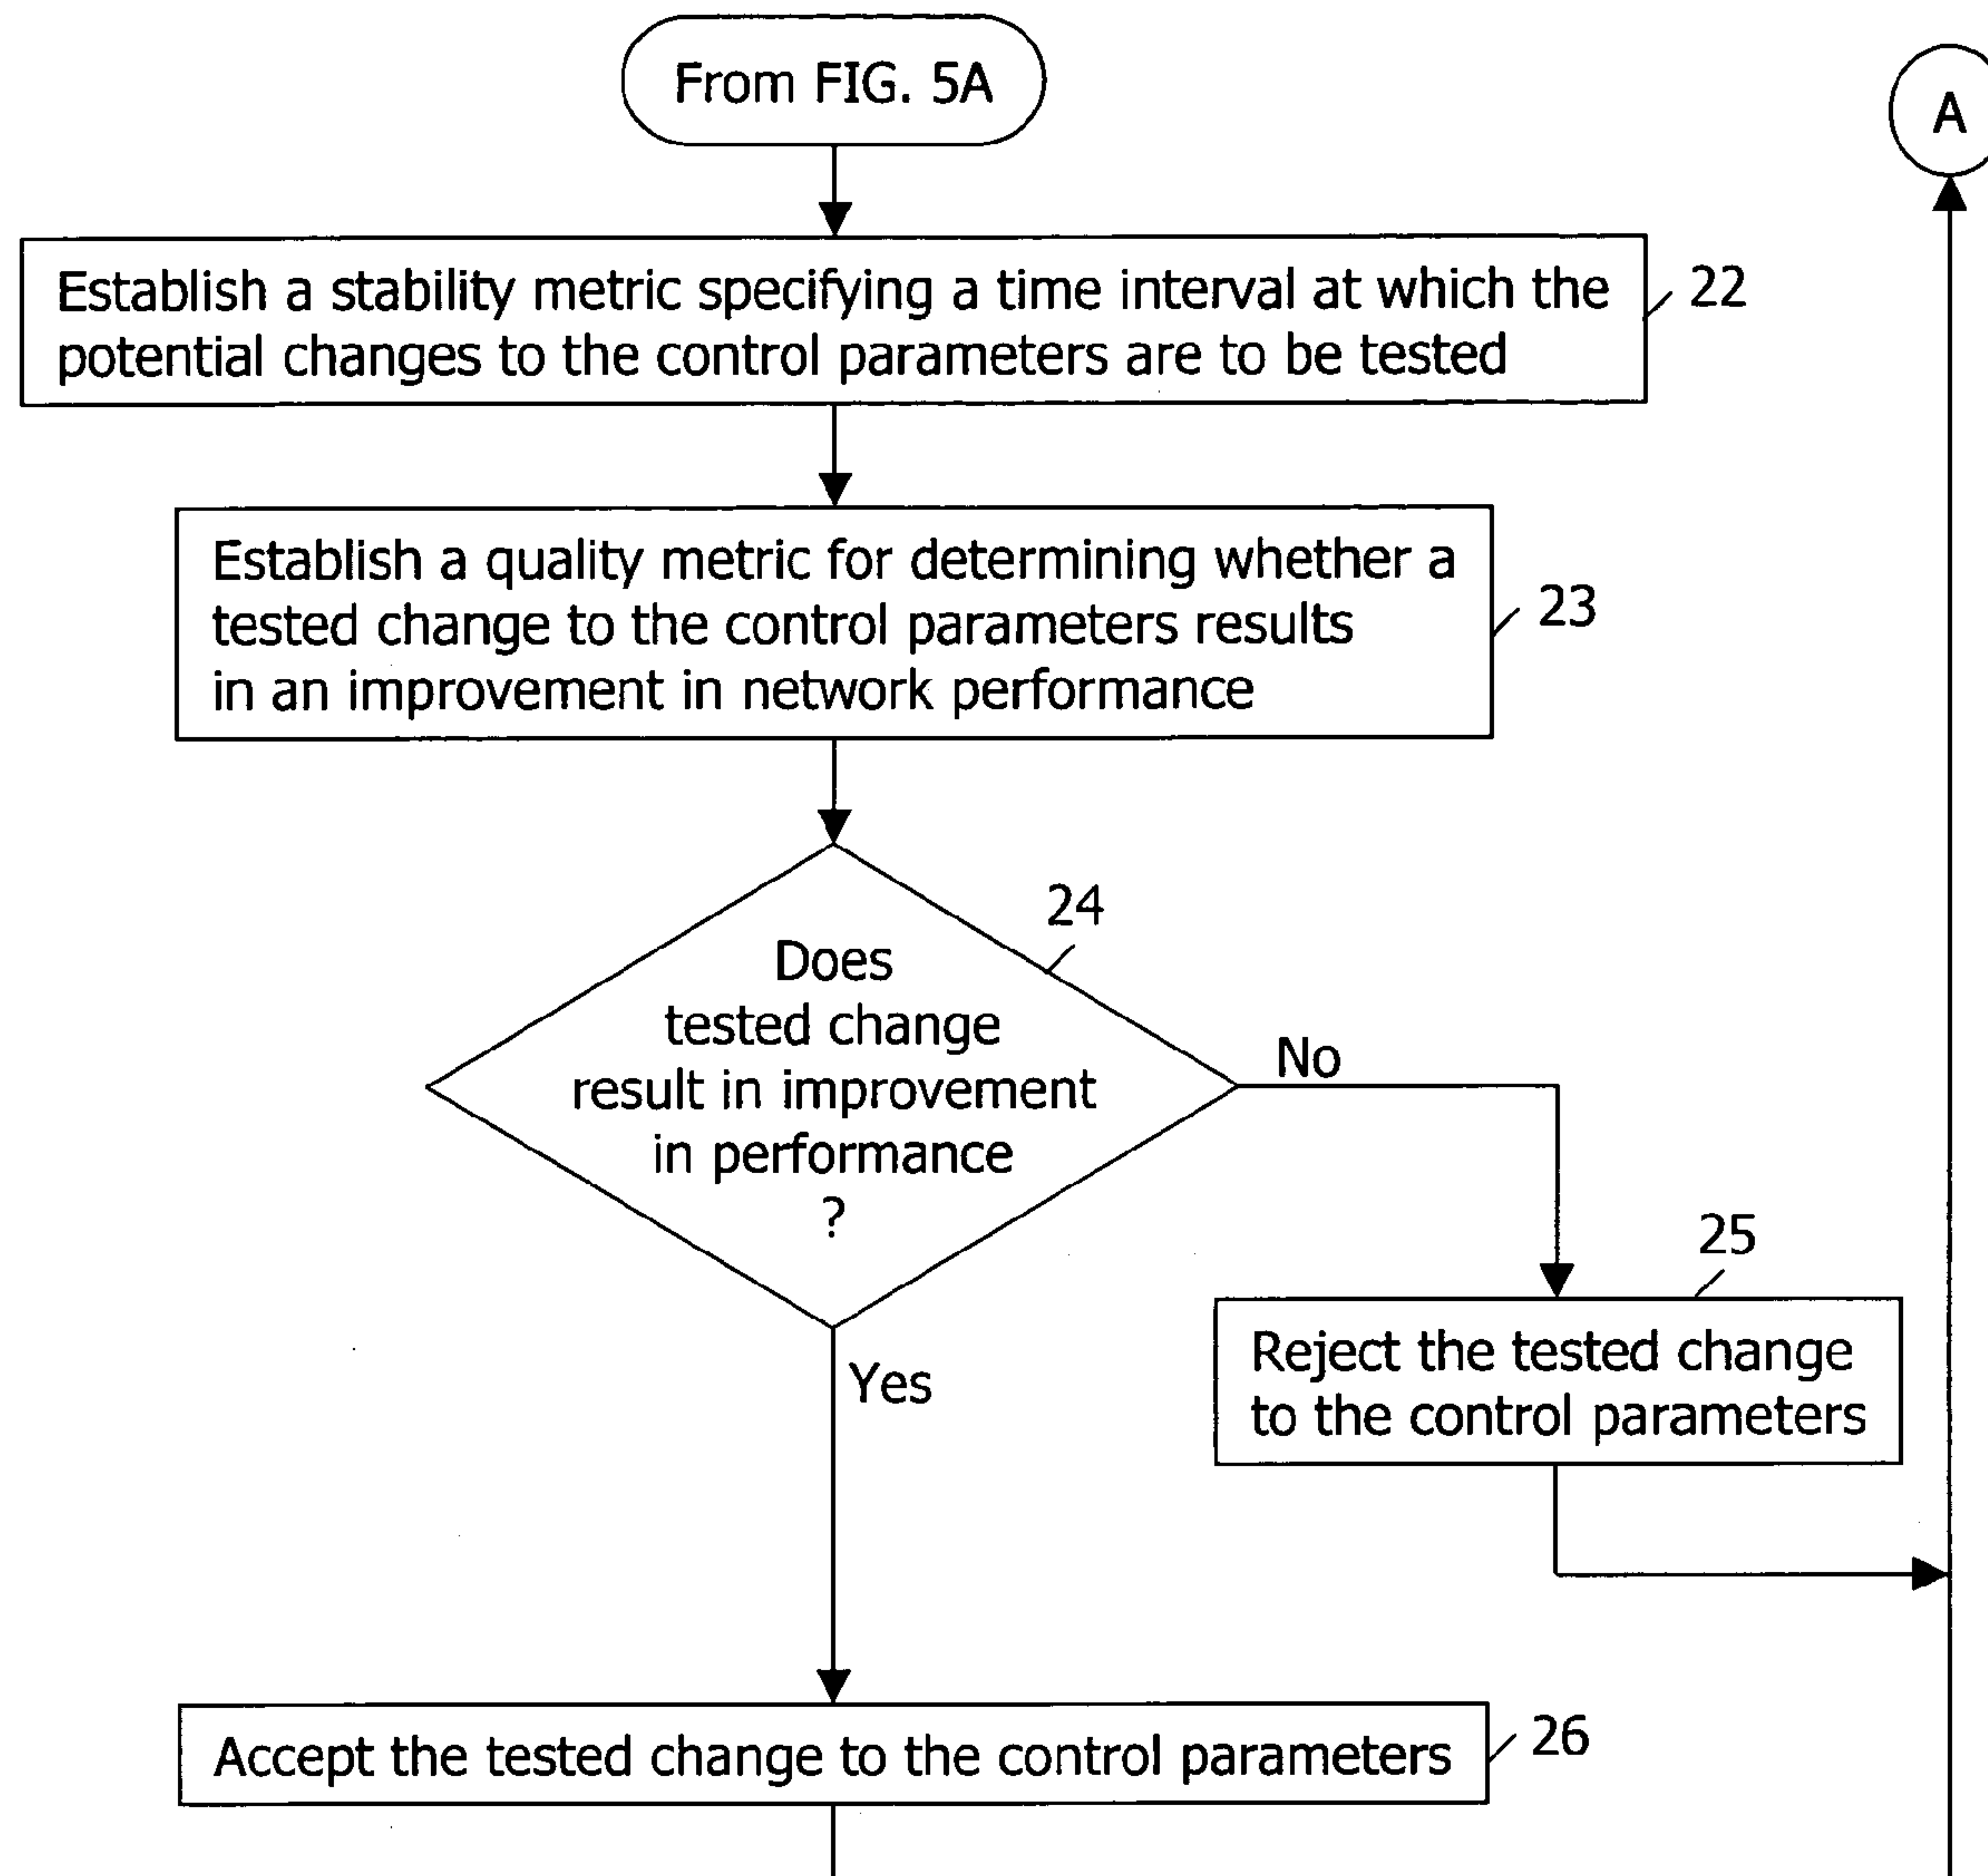 From FIG. 5A
A
Establish a stability metric specifying a time interval at which the
potential changes to the control parameters are to be tested
22
Establish a quality metric for determining whether a
tested change to the control parameters results
in an improvement in network performance
23
24
Does
tested change
result in improvement
in performance
?
No
Yes
25
Reject the tested change
to the control parameters
Accept the tested change to the control parameters
26